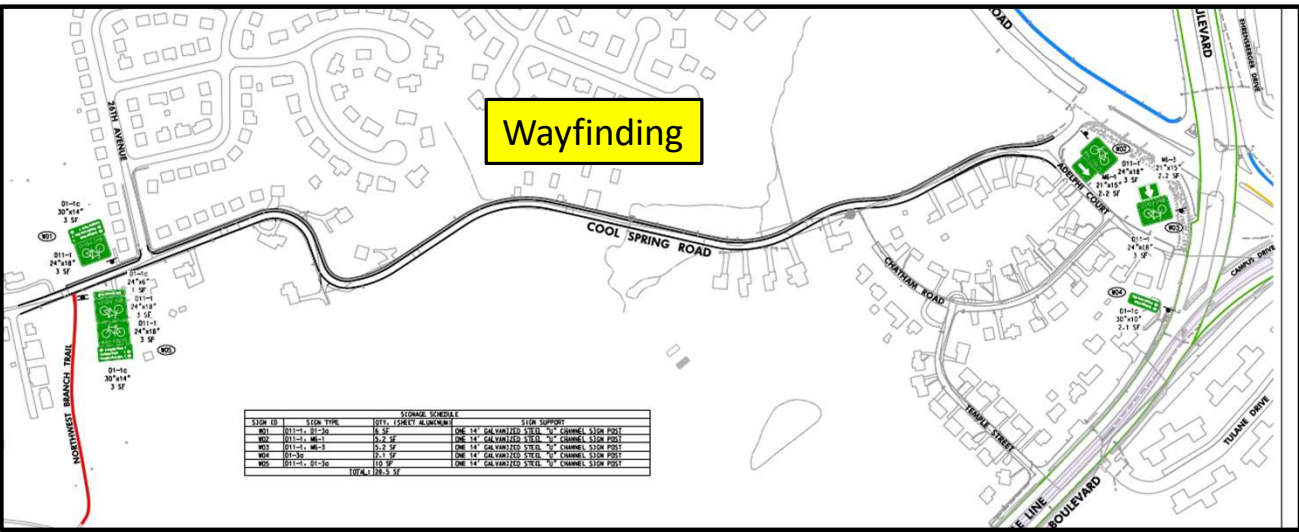 Wayfinding
26TH AVENUE
COOL SPRING ROAD
NORTHWEST BRANCH TRAIL
ROAD
ULEVARD
EHRENSBERGER DRIVE
ADELPHI COURT
CHATHAM ROAD
TEMPLE STREET
CAMPUS DRIVE
TULANE DRIVE
E LINE
BOULEVARD
D1-1c
30"x14"
3 SF
W01
D11-1
24"x18"
3 SF
D1-1c
24"x6"
1 SF
D11-1
24"x18"
3 SF
D11-1
24"x18"
3 SF
W05
D1-1c
30"x14"
3 SF
W02
D11-1
24"x18"
3 SF
M6-1
21"x15"
2.2 SF
M6-3
21"x15"
2.2 SF
W03
D11-1
24"x18"
3 SF
W04
D1-1c
30"x10"
2.1 SF
SIGNAGE SCHEDULE
SIGN ID SIGN TYPE QTY. (SHEET ALUMINUM) SIGN SUPPORT
W01 D11-1, D1-3a 6 SF ONE 14' GALVANIZED STEEL "U" CHANNEL SIGN POST
W02 D11-1, M6-1 5.2 SF ONE 14' GALVANIZED STEEL "U" CHANNEL SIGN POST
W03 D11-1, M6-3 5.2 SF ONE 14' GALVANIZED STEEL "U" CHANNEL SIGN POST
W04 D1-3a 2.1 SF ONE 14' GALVANIZED STEEL "U" CHANNEL SIGN POST
W05 D11-1, D1-3a 10 SF ONE 14' GALVANIZED STEEL "U" CHANNEL SIGN POST
TOTAL: 28.5 SF